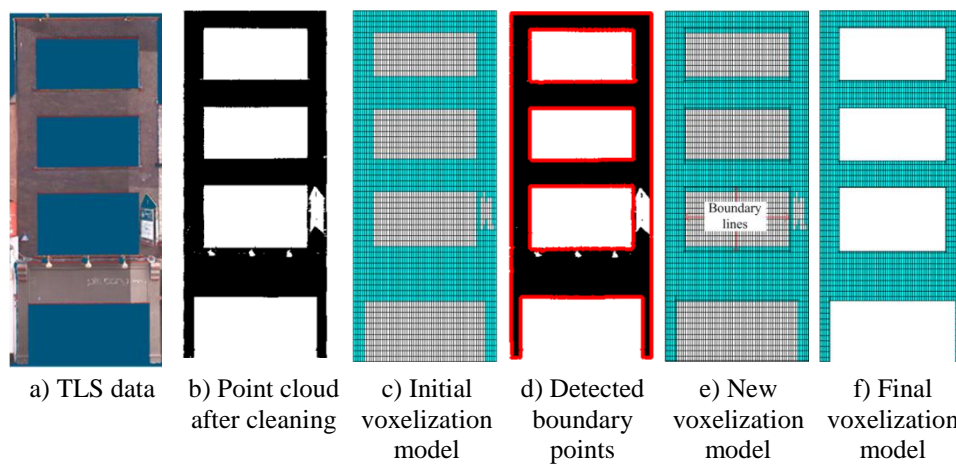 Boundary
lines
a) TLS data
b) Point cloud
after cleaning
c) Initial
voxelization
model
d) Detected
boundary
points
e) New
voxelization
model
f) Final
voxelization
model